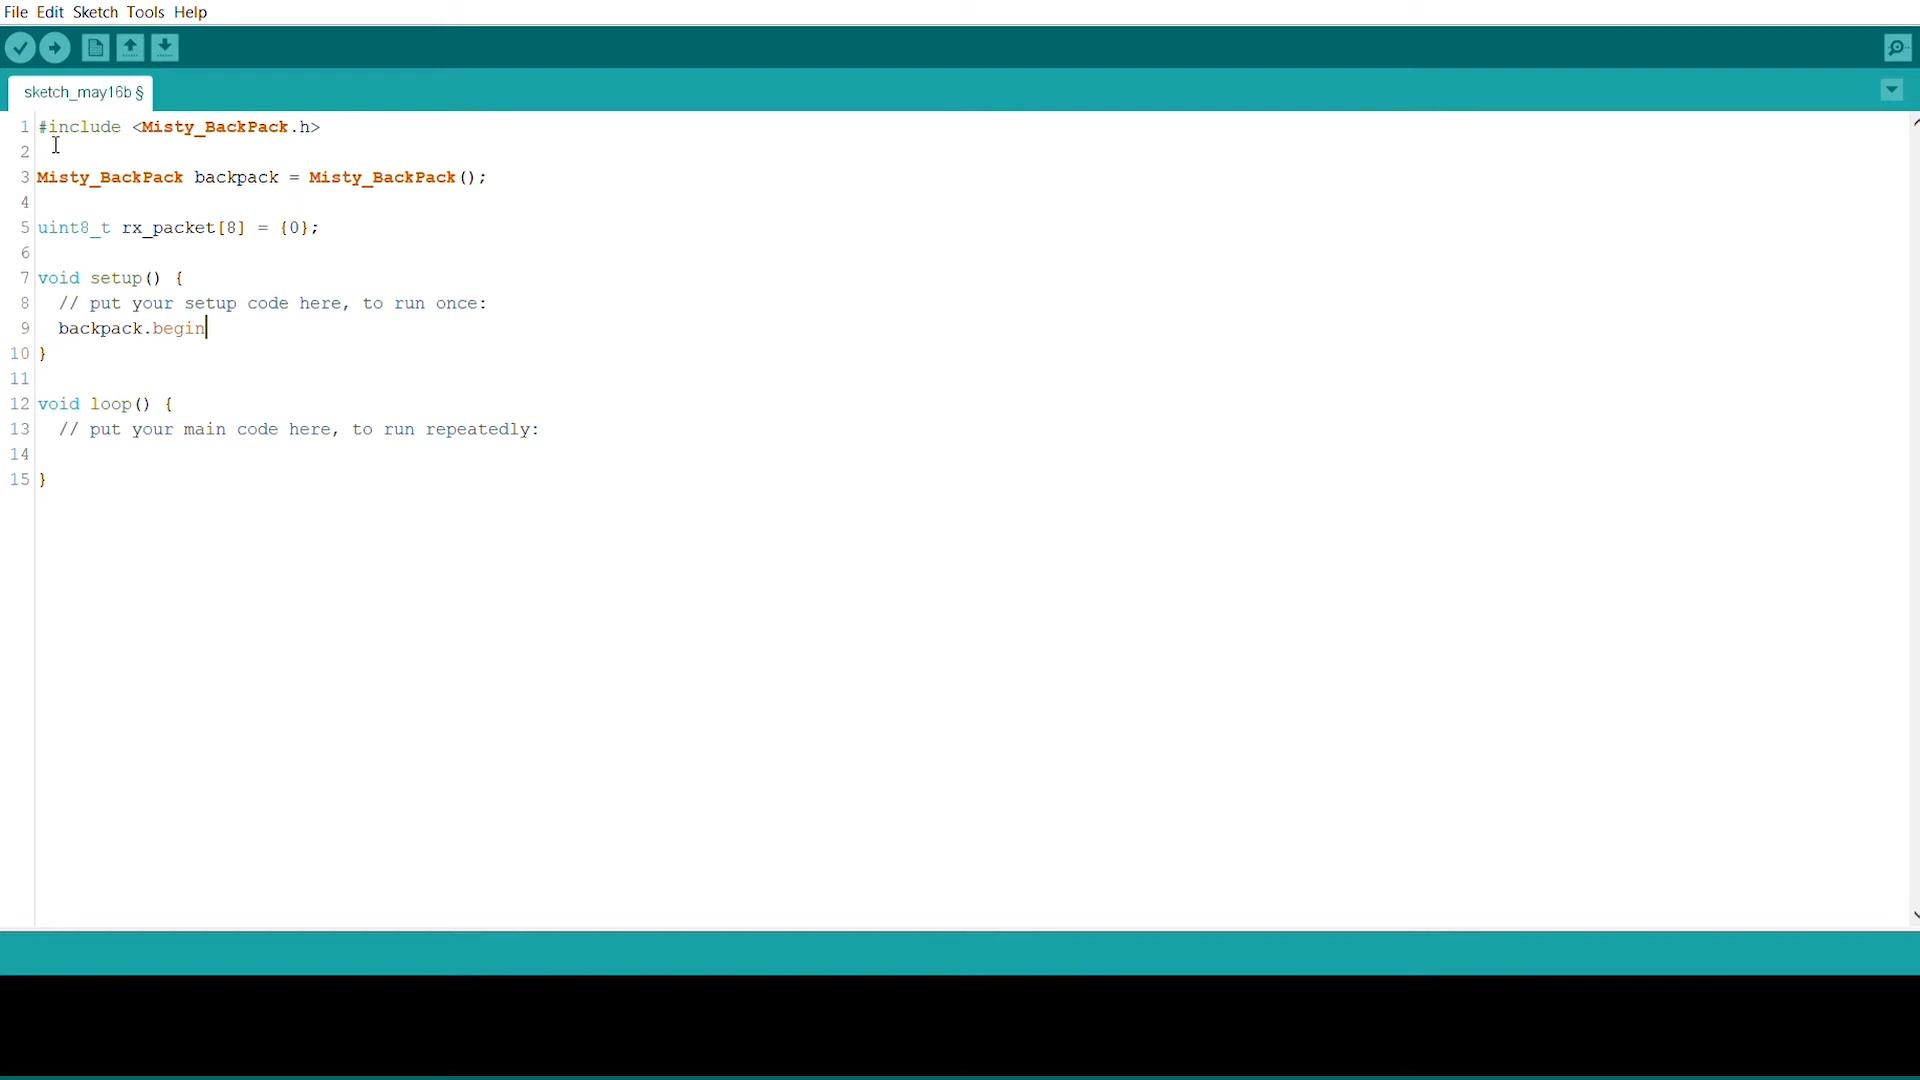 File Edit Sketch Tools Help
sketch_may16b §
1 #include <Misty_BackPack.h>
2
3 Misty_BackPack backpack = Misty_BackPack();
4
5 uint8_t rx_packet[8] = {0};
6
7 void setup() {
8 // put your setup code here, to run once:
9 backpack.begin
10 }
11
12 void loop() {
13 // put your main code here, to run repeatedly:
14
15 }